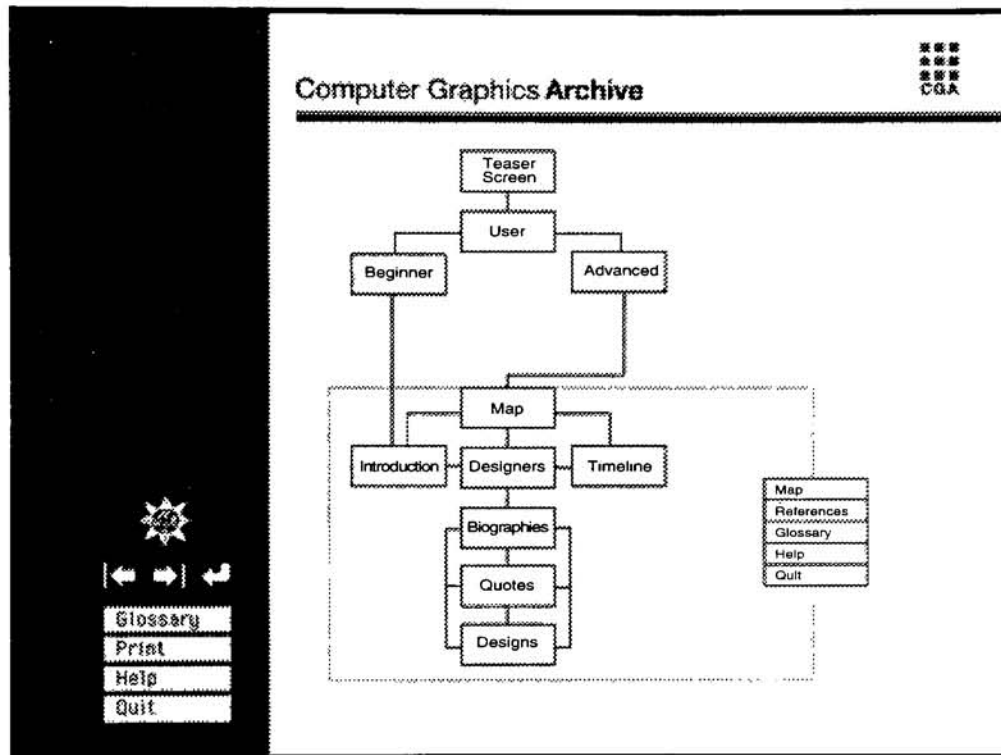 CGA
Computer Graphics Archive
Teaser
Screen
User
Beginner
Advanced
Map
Introduction
Designers
Timeline
Biographies
Quotes
Designs
Map
References
Glossary
Help
Quit
Glossary
Print
Help
Quit